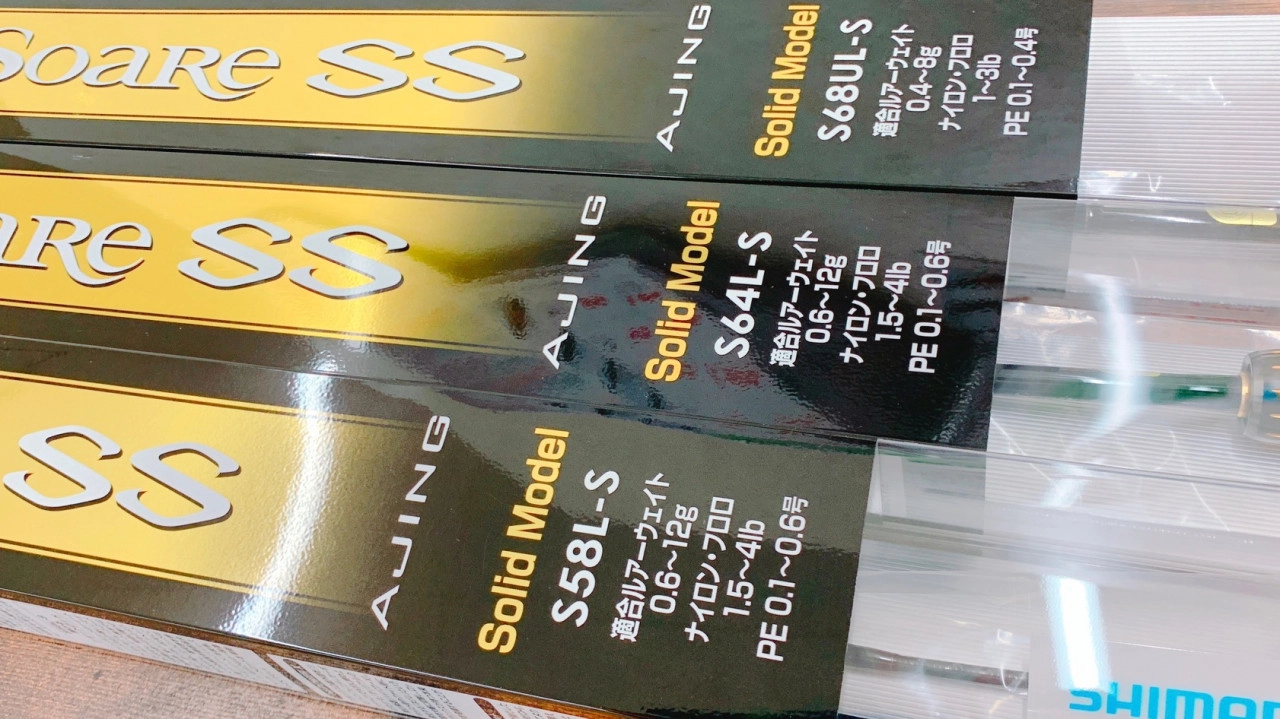 Soare SS
AJING
Solid Model
S68UL-S
適合ルアーウェイト
0.4~8g
ナイロン・フロロ
1~3lb
PE 0.1~0.4号
are SS
AJING
Solid Model
S64L-S
適合ルアーウェイト
0.6~12g
ナイロン・フロロ
1.5~4lb
PE 0.1~0.6号
SS
AJING
Solid Model
S58L-S
適合ルアーウェイト
0.6~12g
ナイロン・フロロ
1.5~4lb
PE 0.1~0.6号
SHIMAN